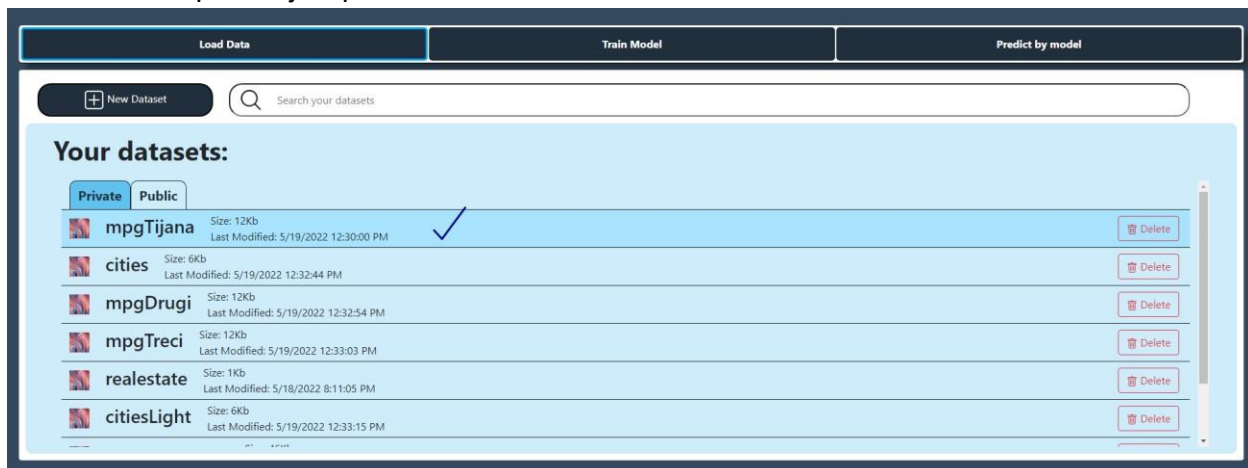 Load Data
Train Model
Predict by model
New Dataset
Search your datasets
Your datasets:
Private
Public
mpgTijana
Size: 12Kb
Last Modified: 5/19/2022 12:30:00 PM
Delete
cities
Size: 6Kb
Last Modified: 5/19/2022 12:32:44 PM
Delete
mpgDrugi
Size: 12Kb
Last Modified: 5/19/2022 12:32:54 PM
Delete
mpgTreci
Size: 12Kb
Last Modified: 5/19/2022 12:33:03 PM
Delete
realestate
Size: 1Kb
Last Modified: 5/18/2022 8:11:05 PM
Delete
citiesLight
Size: 6Kb
Last Modified: 5/19/2022 12:33:15 PM
Delete